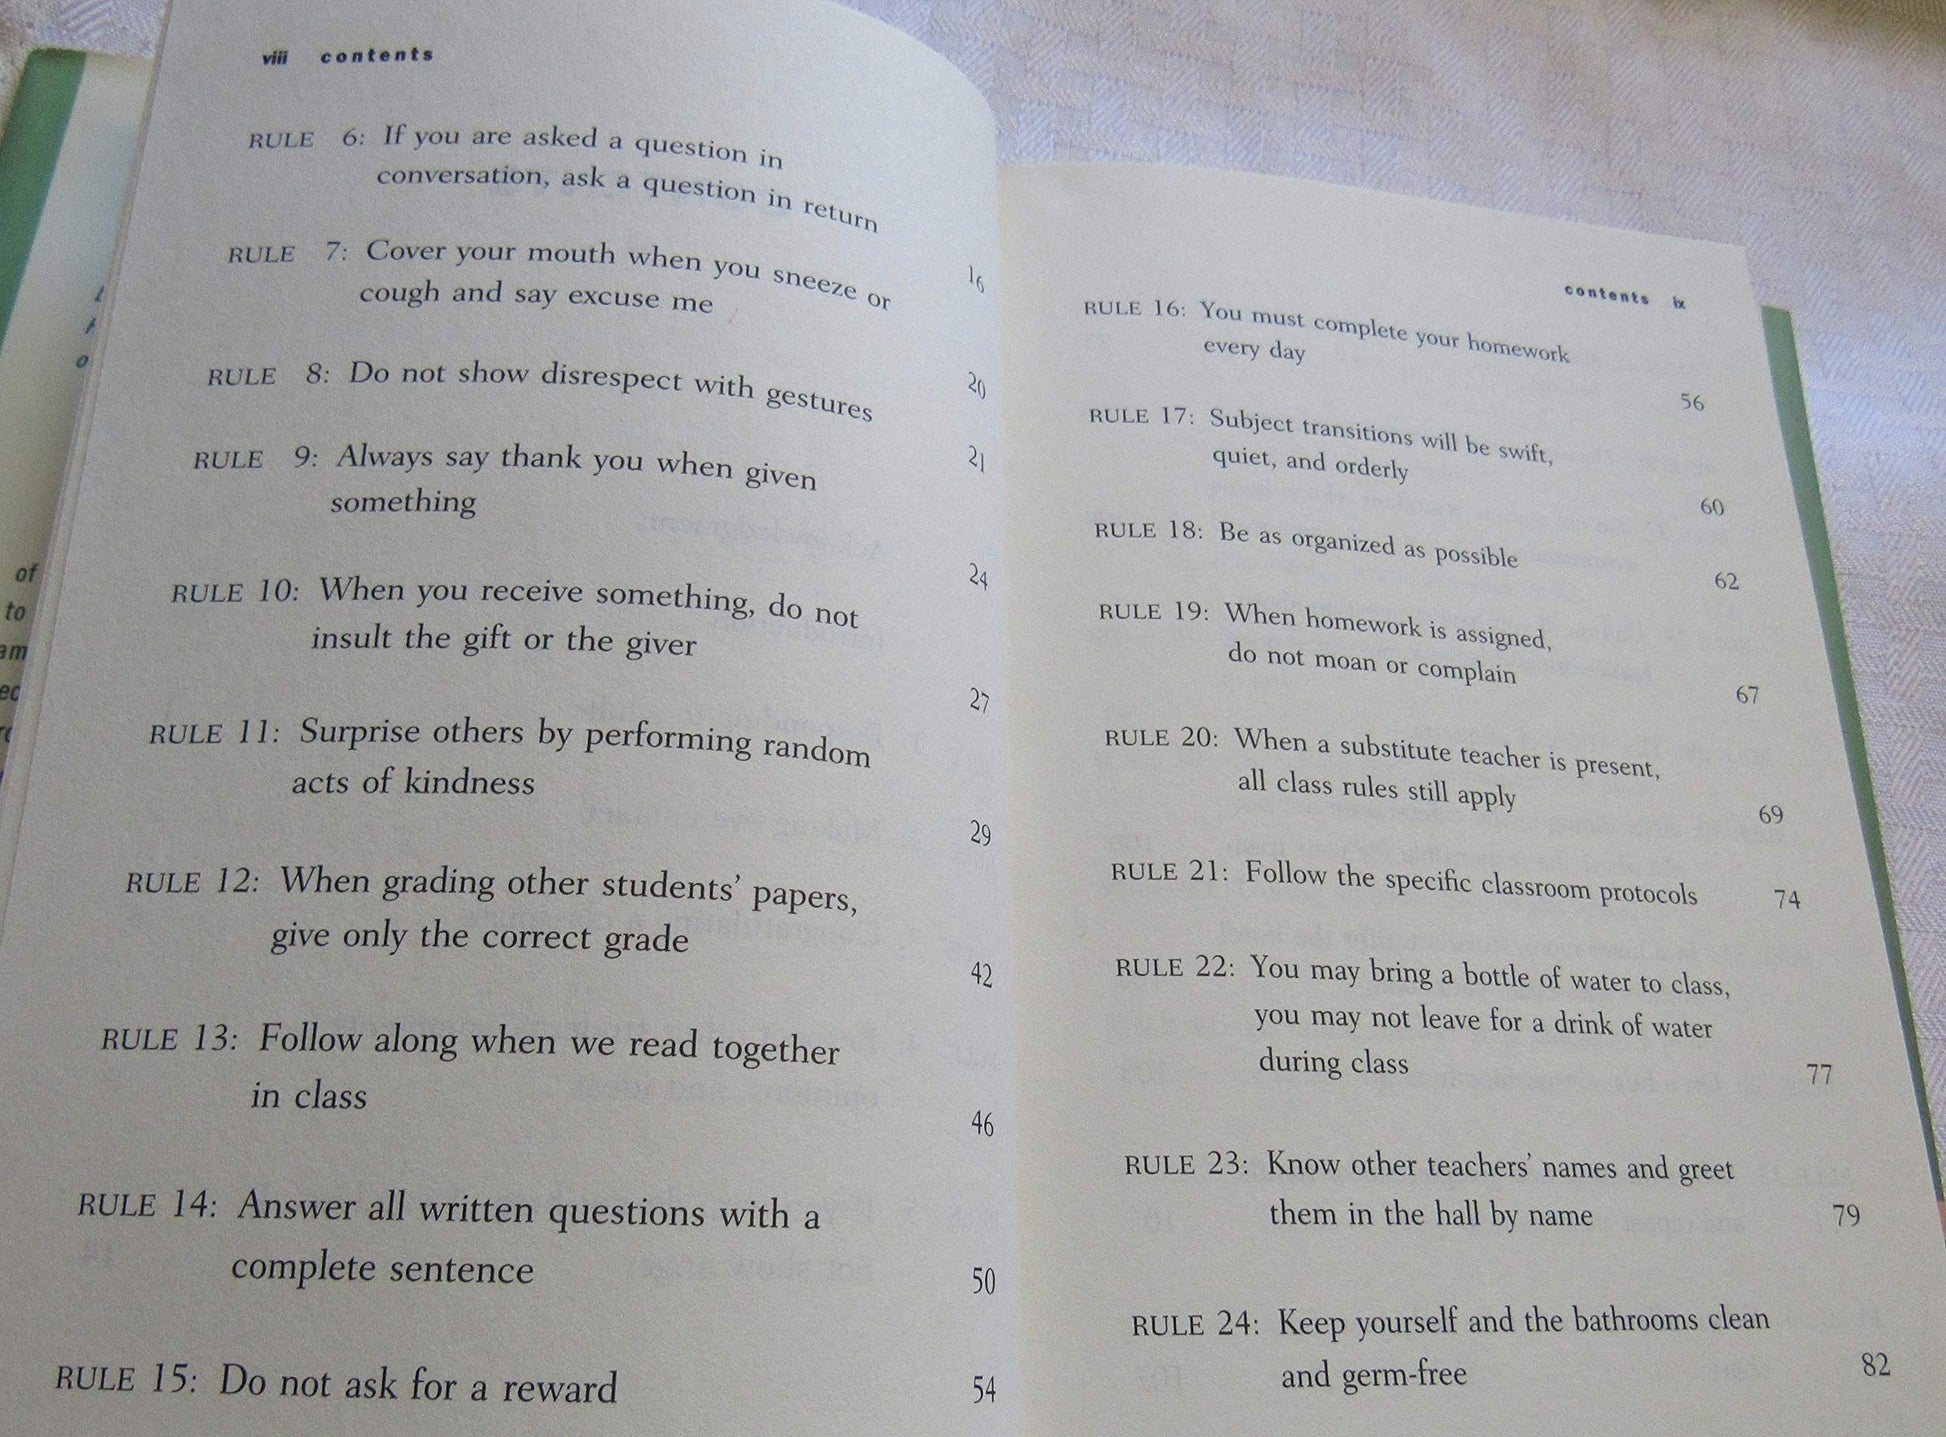 of
to
am
viii contents
RULE 6: If you are asked a question in
conversation, ask a question in return 16
RULE 7: Cover your mouth when you sneeze or
cough and say excuse me 20
RULE 8: Do not show disrespect with gestures 21
RULE 9: Always say thank you when given
something 24
RULE 10: When you receive something, do not
insult the gift or the giver 27
RULE 11: Surprise others by performing random
acts of kindness 29
RULE 12: When grading other students’ papers,
give only the correct grade 42
RULE 13: Follow along when we read together
in class 46
RULE 14: Answer all written questions with a
complete sentence 50
RULE 15: Do not ask for a reward 54
contents ix
RULE 16: You must complete your homework
every day 56
RULE 17: Subject transitions will be swift,
quiet, and orderly 60
RULE 18: Be as organized as possible 62
RULE 19: When homework is assigned,
do not moan or complain 67
RULE 20: When a substitute teacher is present,
all class rules still apply 69
RULE 21: Follow the specific classroom protocols 74
RULE 22: You may bring a bottle of water to class,
you may not leave for a drink of water
during class 77
RULE 23: Know other teachers’ names and greet
them in the hall by name 79
RULE 24: Keep yourself and the bathrooms clean
and germ-free 82